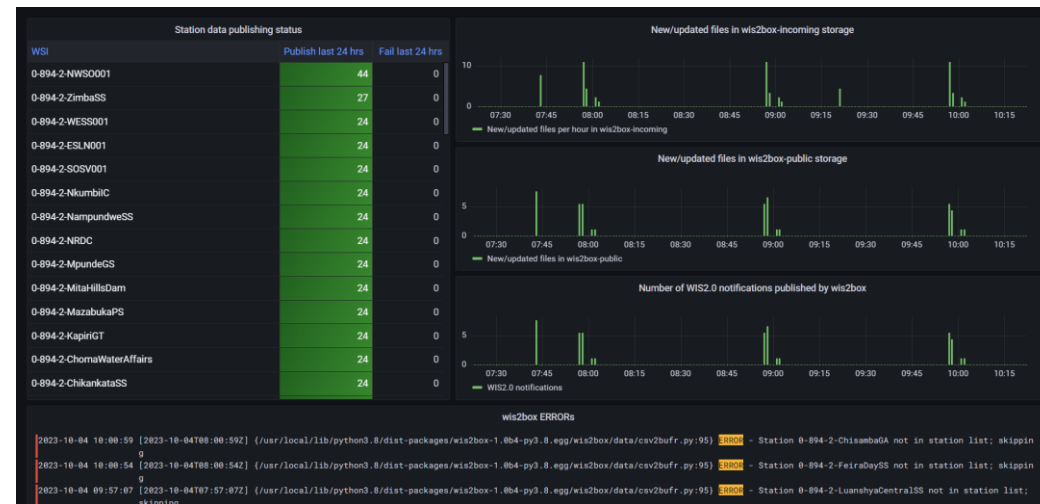 Station data publishing status
WSI Publish last 24 hrs Fail last 24 hrs
0-894-2-NWSO001 44 0
0-894-2-ZimbaSS 27 0
0-894-2-WESS001 24 0
0-894-2-ESLN001 24 0
0-894-2-SOSV001 24 0
0-894-2-NkumbiIC 24 0
0-894-2-NampundweSS 24 0
0-894-2-NRDC 24 0
0-894-2-MpundeGS 24 0
0-894-2-MitaHillsDam 24 0
0-894-2-MazabukaPS 24 0
0-894-2-KapiriGT 24 0
0-894-2-ChomaWaterAffairs 24 0
0-894-2-ChikankataSS 24 0
New/updated files in wis2box-incoming storage
10
0
07:30 07:45 08:00 08:15 08:30 08:45 09:00 09:15 09:30 09:45 10:00 10:15
New/updated files per hour in wis2box-incoming
New/updated files in wis2box-public storage
5
0
07:30 07:45 08:00 08:15 08:30 08:45 09:00 09:15 09:30 09:45 10:00 10:15
New/updated files in wis2box-public
Number of WIS2.0 notifications published by wis2box
5
0
07:30 07:45 08:00 08:15 08:30 08:45 09:00 09:15 09:30 09:45 10:00 10:15
WIS2.0 notifications
wis2box ERRORs
2023-10-04 10:00:59 [2023-10-04T08:00:59Z] {/usr/local/lib/python3.8/dist-packages/wis2box-1.0b4-py3.8.egg/wis2box/data/csv2bufr.py:95} ERROR - Station 0-894-2-ChisambaGA not in station list; skippin
g
2023-10-04 10:00:54 [2023-10-04T08:00:54Z] {/usr/local/lib/python3.8/dist-packages/wis2box-1.0b4-py3.8.egg/wis2box/data/csv2bufr.py:95} ERROR - Station 0-894-2-FeiraDaySS not in station list; skippin
g
2023-10-04 09:57:07 [2023-10-04T07:57:07Z] {/usr/local/lib/python3.8/dist-packages/wis2box-1.0b4-py3.8.egg/wis2box/data/csv2bufr.py:95} ERROR - Station 0-894-2-LuanshyaCentralSS not in station list;
skipping